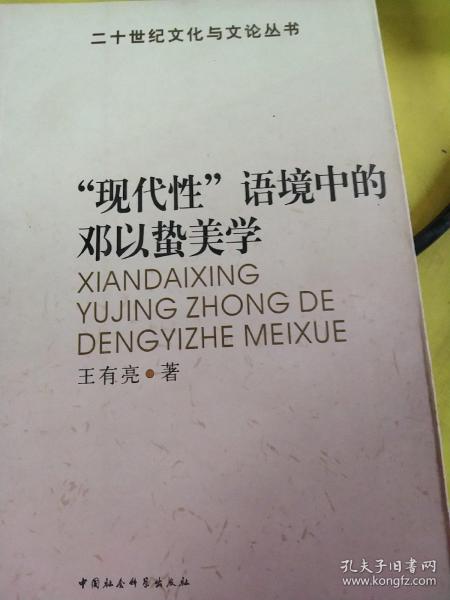 二十世纪文化与文论丛书
“现代性”语境中的
邓以蛰美学
XIANDAIXING
YUJING ZHONG DE
DENGYIZHE MEIXUE
王有亮●著
中国社会科学出版社
孔夫子旧书网
www.kongfz.com